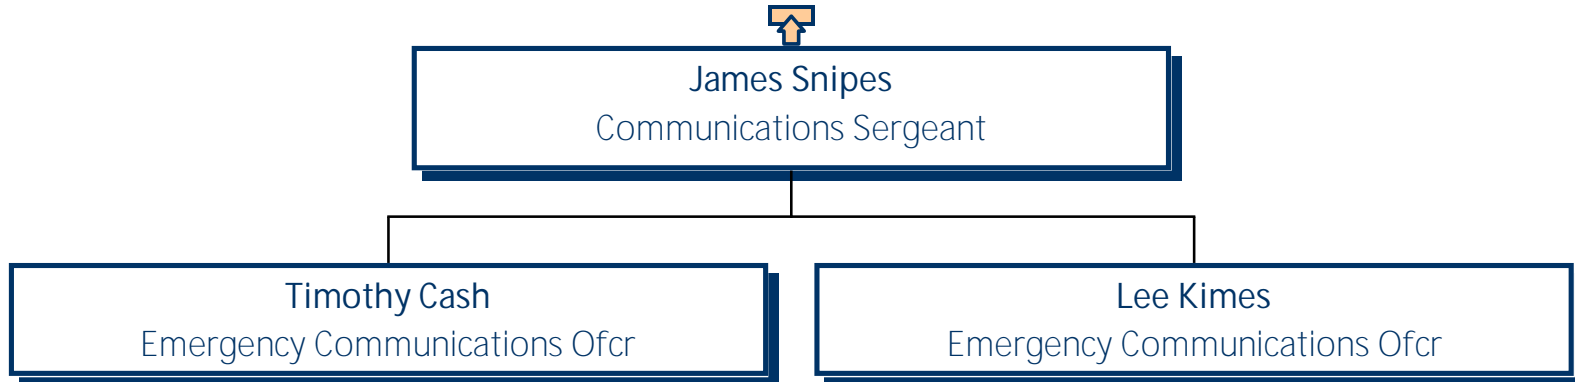 James Snipes
Communications Sergeant
Timothy Cash
Emergency Communications Ofcr
Lee Kimes
Emergency Communications Ofcr